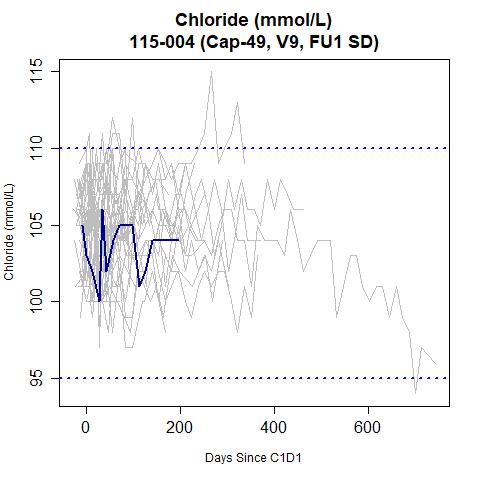 Chloride (mmol/L)
115-004 (Cap-49, V9, FU1 SD)
Chloride (mmol/L)
115
110
105
100
95
0 200 400 600
Days Since C1D1